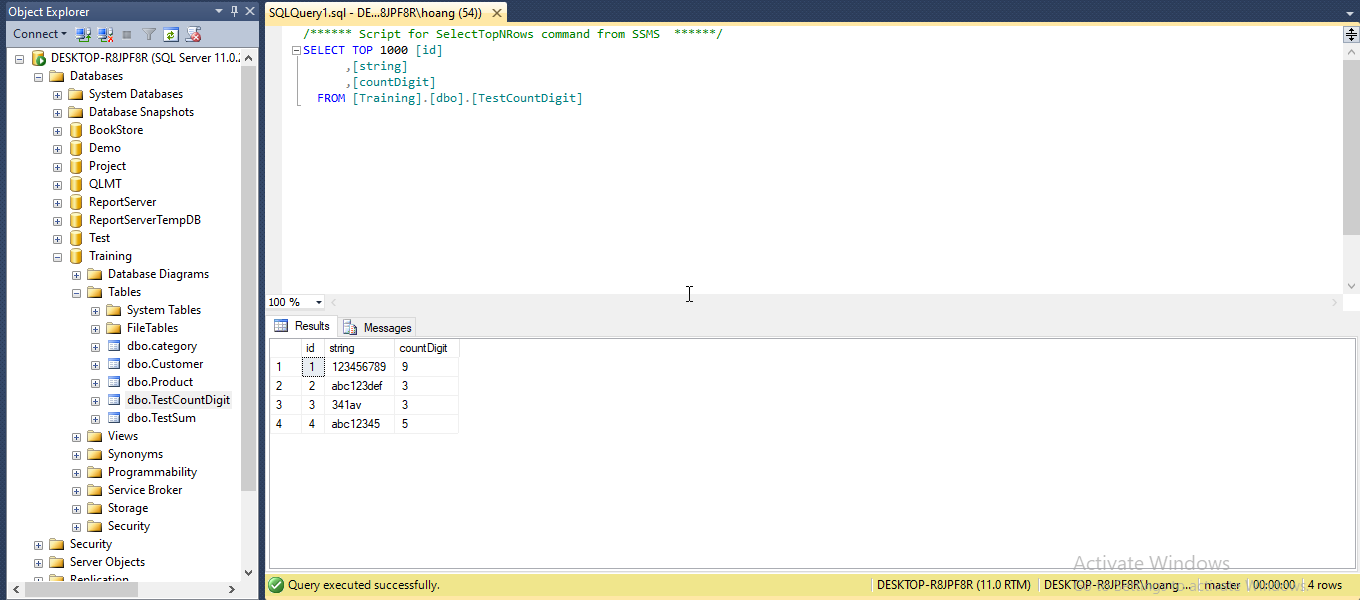 Object Explorer
Connect
DESKTOP-R8JPF8R (SQL Server 11.0.
Databases
System Databases
Database Snapshots
BookStore
Demo
Project
QLMT
ReportServer
ReportServerTempDB
Test
Training
Database Diagrams
Tables
System Tables
FileTables
dbo.category
dbo.Customer
dbo.Product
dbo.TestCountDigit
dbo.TestSum
Views
Synonyms
Programmability
Service Broker
Storage
Security
Security
Server Objects
Replication
SQLQuery1.sql - DE...8JPF8R\hoang (54))
/****** Script for SelectTopNRows command from SSMS ******/
SELECT TOP 1000 [id]
,[string]
,[countDigit]
FROM [Training].[dbo].[TestCountDigit]
100 %
Results Messages
id string countDigit
1 1 123456789 9
2 2 abc123def 3
3 3 341av 3
4 4 abc12345 5
Activate Windows
Query executed successfully. DESKTOP-R8JPF8R (11.0 RTM) DESKTOP-R8JPF8R\hoang ... master 00:00:00 4 rows